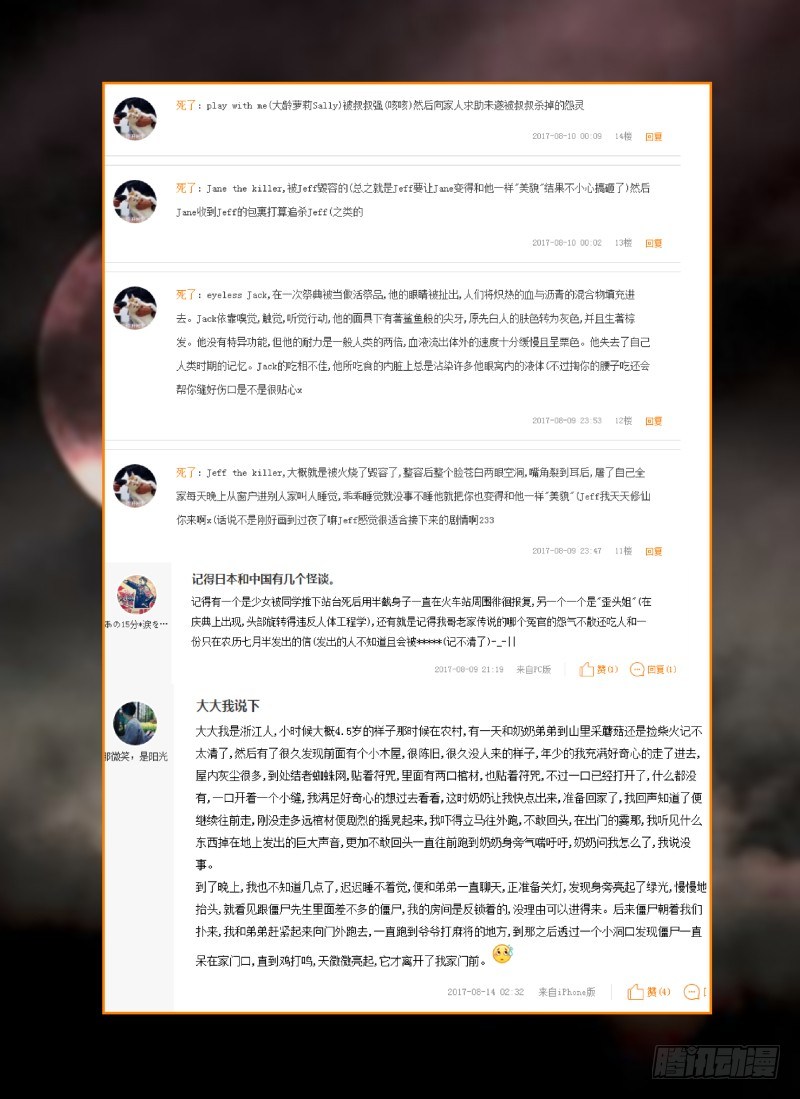 死了: play with me(大龄萝莉Sally)被叔叔强(咳咳)然后向家人求助未遂被叔叔杀掉的怨灵
2017-08-10 00:09 14楼 回复
死了: Jane the killer,被Jeff毁容的(总之就是Jeff要让Jane变得和他一样"美貌"结果不小心搞砸了)然后
Jane收到Jeff的包裹打算追杀Jeff(之类的
2017-08-10 00:02 13楼 回复
死了: eyeless Jack,在一次祭典被当做活祭品,他的眼睛被扯出,人们将炽热的血与沥青的混合物填充进
去。Jack依靠嗅觉,触觉,听觉行动,他的面具下有著鲨鱼般的尖牙,原先白人的肤色转为灰色,并且生著棕
发。他没有特异功能,但他的耐力是一般人类的两倍,血液流出体外的速度十分缓慢且呈栗色。他失去了自己
人类时期的记忆。Jack的吃相不佳,他所吃食的内脏上总是沾染许多他眼窝内的液体(不过掏你的腰子吃还会
帮你缝好伤口是不是很贴心x
2017-08-09 23:53 12楼 回复
死了: Jeff the killer,大概就是被火烧了毁容了,整容后整个脸苍白两眼空洞,嘴角裂到耳后,屠了自己全
家每天晚上从窗户进别人家叫人睡觉,乖乖睡觉就没事不睡他就把你也变得和他一样"美貌"(Jeff我天天修仙
你来啊x(话说不是刚好画到过夜了嘛Jeff感觉很适合接下来的剧情啊233
2017-08-09 23:47 11楼 回复
记得日本和中国有几个怪谈。
あの15分+涙を…
记得有一个是少女被同学推下站台死后用半截身子一直在火车站周围徘徊报复,另一个一个是"歪头姐"(在
庆典上出现,头部旋转得违反人体工程学),还有就是记得我哥老家传说的哪个冤官的怨气不散还吃人和一
份只在农历七月半发出的信(发出的人不知道且会被*****(记不清了)-_-||
2017-08-09 21:19 来自PC版 赞(1) 回复(1)
大大我说下
那微笑，是阳光
大大我是浙江人,小时候大概4.5岁的样子那时候在农村,有一天和奶奶弟弟到山里采蘑菇还是捡柴火记不
太清了,然后有了很久发现前面有个小木屋,很陈旧,很久没人来的样子,年少的我充满好奇心的走了进去,
屋内灰尘很多,到处结着蜘蛛网,贴着符咒,里面有两口棺材,也贴着符咒,不过一口已经打开了,什么都没
有,一口开着一个小缝,我满足好奇心的想过去看看,这时奶奶让我快点出来,准备回家了,我回声知道了便
继续往前走,刚没走多远棺材便剧烈的摇晃起来,我吓得立马往外跑,不敢回头,在出门的霎那,我听见什么
东西掉在地上发出的巨大声音,更加不敢回头一直往前跑到奶奶身旁气喘吁吁,奶奶问我怎么了,我说没
事。
到了晚上,我也不知道几点了,迟迟睡不着觉,便和弟弟一直聊天,正准备关灯,发现身旁亮起了绿光,慢慢地
抬头,就看见跟僵尸先生里面差不多的僵尸,我的房间是反锁着的,没理由可以进得来。后来僵尸朝着我们
扑来,我和弟弟赶紧起来向门外跑去,一直跑到爷爷打麻将的地方,到那之后透过一个小洞口发现僵尸一直
呆在家门口,直到鸡打鸣,天微微亮起,它才离开了我家门前。
2017-08-14 02:32 来自iPhone版 赞(4)
腾讯动漫